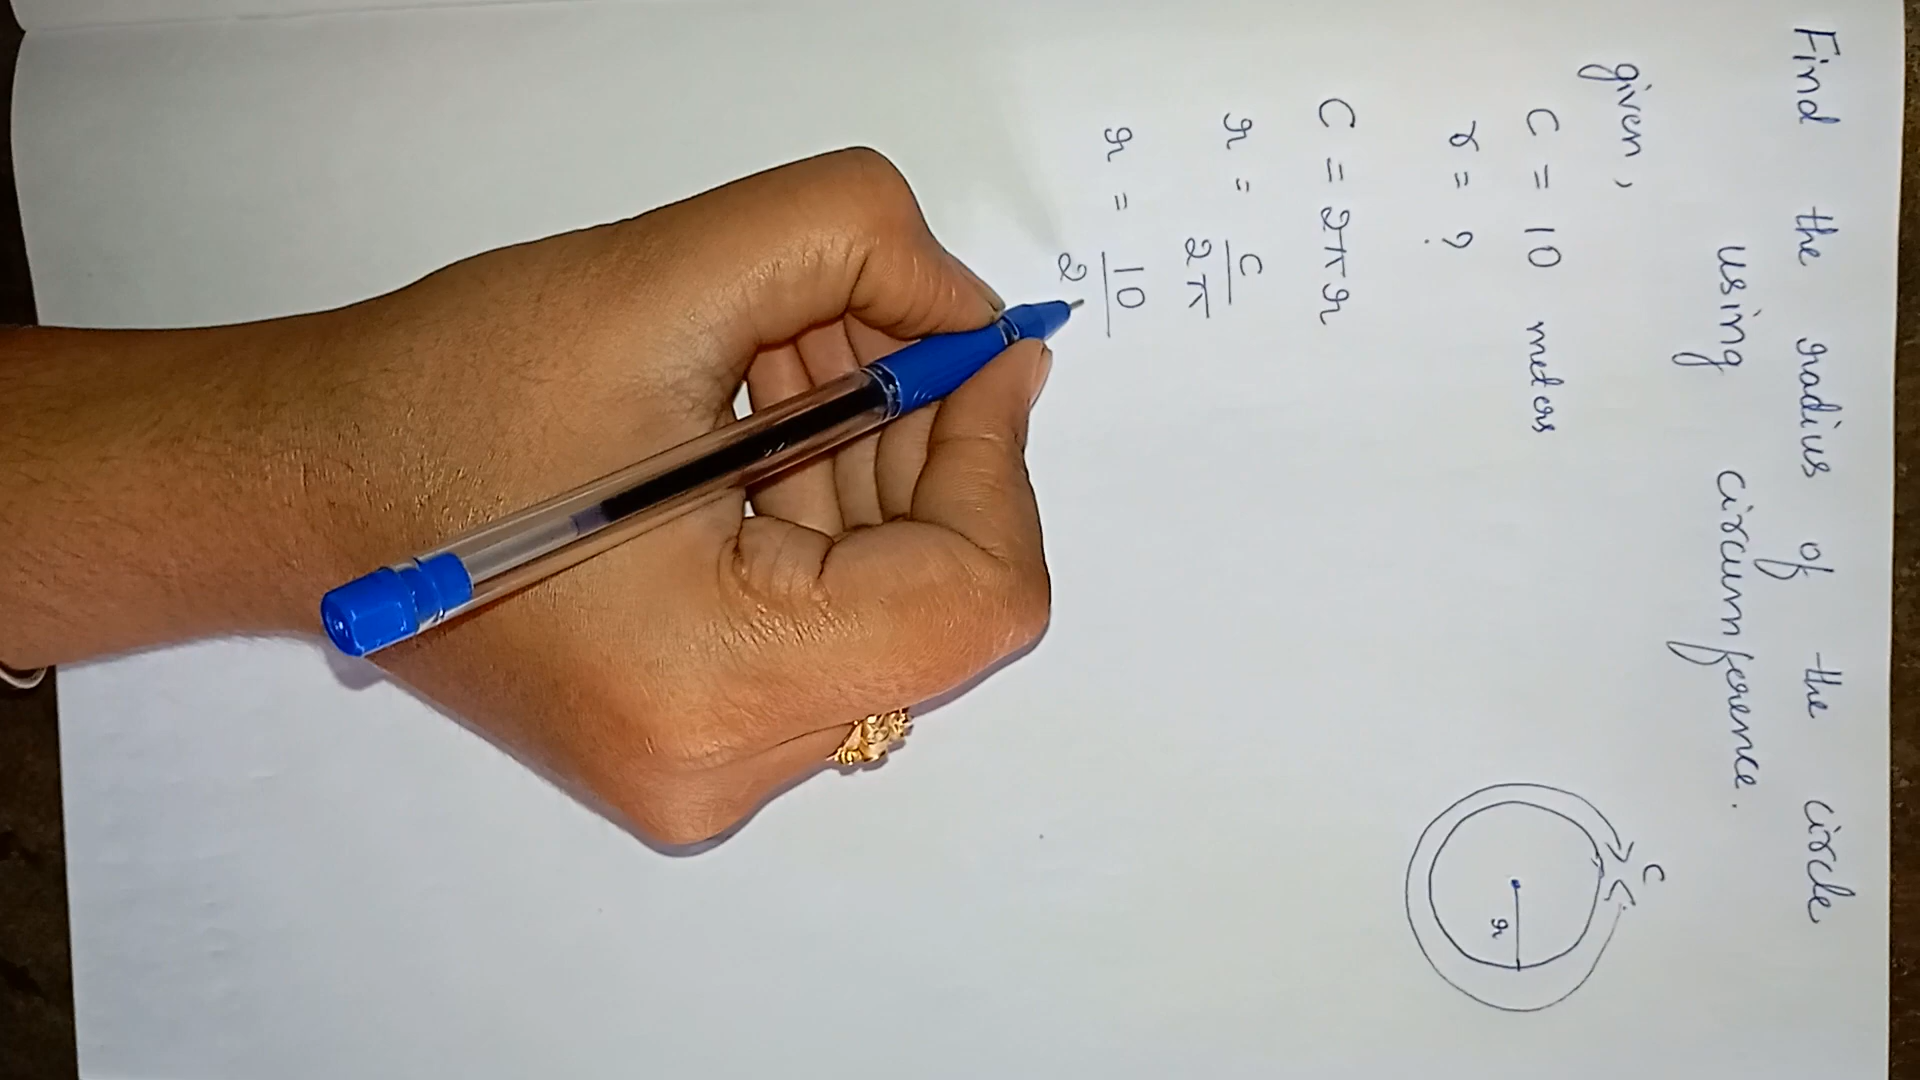 Find the radius of the circle
using circumference.
given,
C = 10 meters
r = ?
C
r
C = 2πr
r = C
2π
r = 10
2